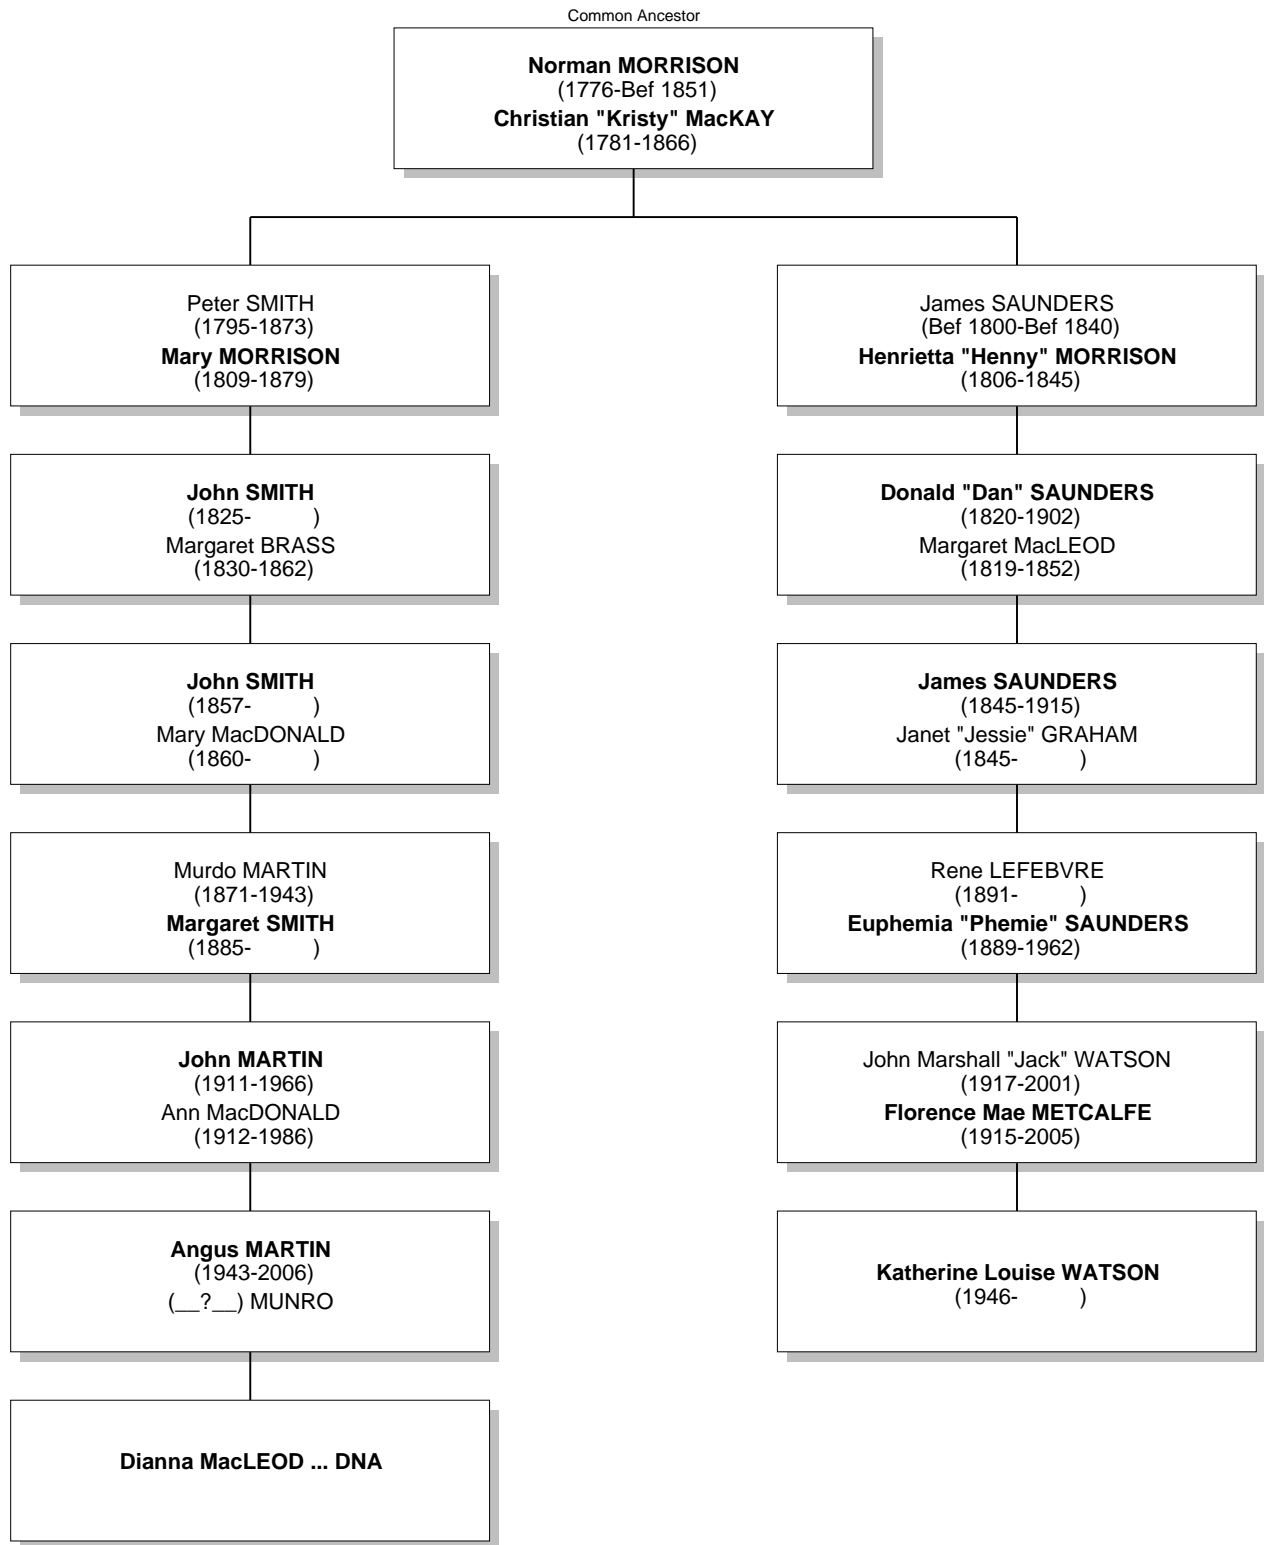 Common Ancestor
Norman MORRISON
(1776-Bef 1851)
Christian "Kristy" MacKAY
(1781-1866)
Peter SMITH
(1795-1873)
Mary MORRISON
(1809-1879)
James SAUNDERS
(Bef 1800-Bef 1840)
Henrietta "Henny" MORRISON
(1806-1845)
John SMITH
(1825- )
Margaret BRASS
(1830-1862)
Donald "Dan" SAUNDERS
(1820-1902)
Margaret MacLEOD
(1819-1852)
John SMITH
(1857- )
Mary MacDONALD
(1860- )
James SAUNDERS
(1845-1915)
Janet "Jessie" GRAHAM
(1845- )
Murdo MARTIN
(1871-1943)
Margaret SMITH
(1885- )
Rene LEFEBVRE
(1891- )
Euphemia "Phemie" SAUNDERS
(1889-1962)
John MARTIN
(1911-1966)
Ann MacDONALD
(1912-1986)
John Marshall "Jack" WATSON
(1917-2001)
Florence Mae METCALFE
(1915-2005)
Angus MARTIN
(1943-2006)
(__?__) MUNRO
Katherine Louise WATSON
(1946- )
Dianna MacLEOD ... DNA